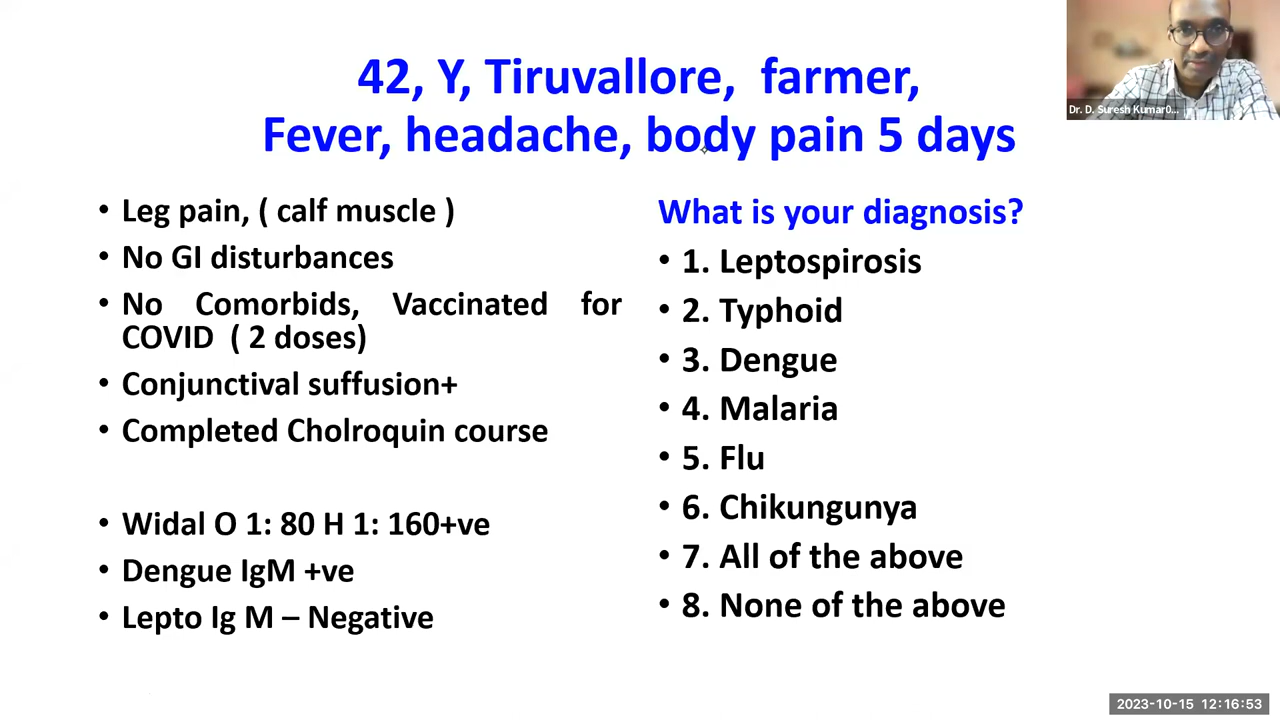 42, Y, Tiruvallore, farmer,
Fever, headache, body pain 5 days
• Leg pain, ( calf muscle )
• No GI disturbances
• No Comorbids, Vaccinated for
COVID ( 2 doses)
• Conjunctival suffusion+
• Completed Cholroquin course
• Widal O 1: 80 H 1: 160+ve
• Dengue IgM +ve
• Lepto Ig M – Negative
What is your diagnosis?
• 1. Leptospirosis
• 2. Typhoid
• 3. Dengue
• 4. Malaria
• 5. Flu
• 6. Chikungunya
• 7. All of the above
• 8. None of the above
Dr. D. Suresh Kumar0...
2023-10-15 12:16:53